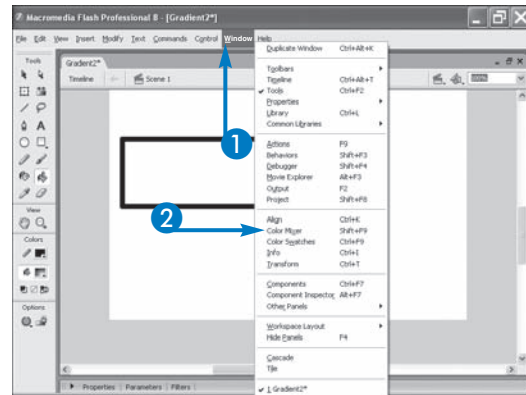 Macromedia Flash Professional 8 - [Gradient2*]
File Edit View Insert Modify Text Commands Control Window Help
Tools
Gradient2*
Timeline
Scene 1
1
2
Duplicate Window Ctrl+Alt+K
Toolbars
Timeline Ctrl+Alt+T
Tools Ctrl+F2
Properties
Library Ctrl+L
Common Libraries
Actions F9
Behaviors Shift+F3
Debugger Shift+F4
Movie Explorer Alt+F3
Output F2
Project Shift+F8
Align Ctrl+K
Color Mixer Shift+F9
Color Swatches Ctrl+F9
Info Ctrl+I
Transform Ctrl+T
Components Ctrl+F7
Component Inspector Alt+F7
Other Panels
Workspace Layout
Hide Panels F4
Cascade
Tile
1 Gradient2*
View
Colors
Options
Properties Parameters Filters